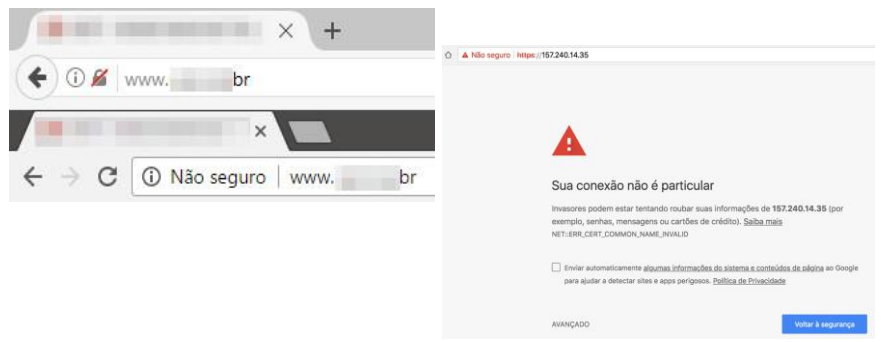 www. br
Não seguro www. br
Não seguro https://157.240.14.35
Sua conexão não é particular
Invasores podem estar tentando roubar suas informações de 157.240.14.35 (por
exemplo, senhas, mensagens ou cartões de crédito). Saiba mais
NET::ERR_CERT_COMMON_NAME_INVALID
Enviar automaticamente algumas informações do sistema e conteúdos de página ao Google
para ajudar a detectar sites e apps perigosos. Política de Privacidade
AVANÇADO
Voltar à segurança